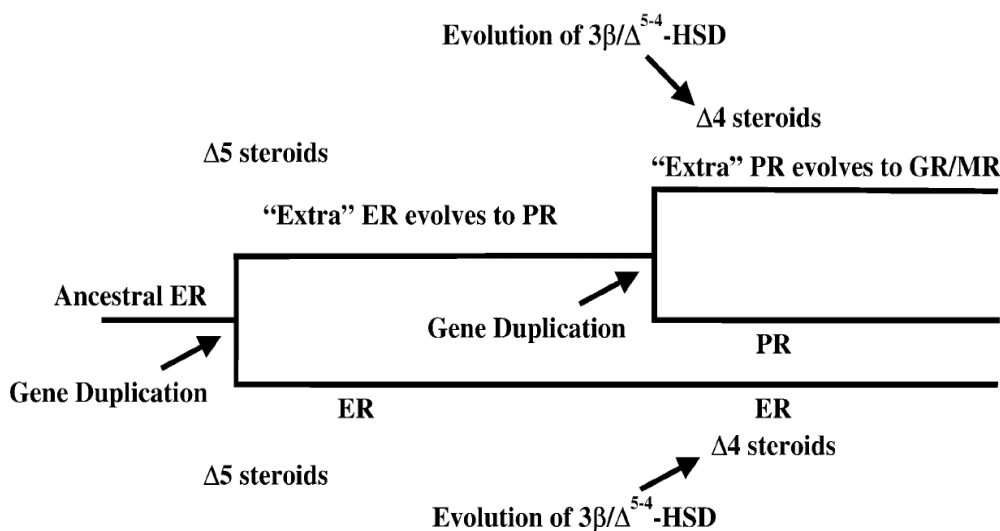 Evolution of 3β/Δ⁵⁻⁴-HSD
Δ4 steroids
Δ5 steroids
“Extra” PR evolves to GR/MR
“Extra” ER evolves to PR
Ancestral ER
Gene Duplication
PR
Gene Duplication
ER
ER
Δ4 steroids
Δ5 steroids
Evolution of 3β/Δ⁵⁻⁴-HSD